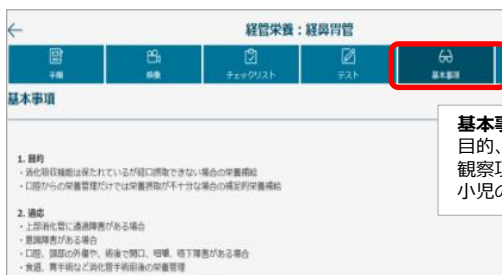 ←
経管栄養：経鼻胃管
手順
映像
チェックリスト
テスト
基本事項
基本事項
基本事
目的、
観察項
小児の
1. 目的
・消化吸収機能は保たれているが経口摂取できない場合の栄養補給
・口腔からの栄養管理だけでは栄養摂取が不十分な場合の補足的栄養補給
2. 適応
・上部消化管に通過障害がある場合
・意識障害がある場合
・口腔、頭部の外傷や、術後で開口、咀嚼、嚥下障害がある場合
・食道、胃手術など消化管手術前後の栄養管理